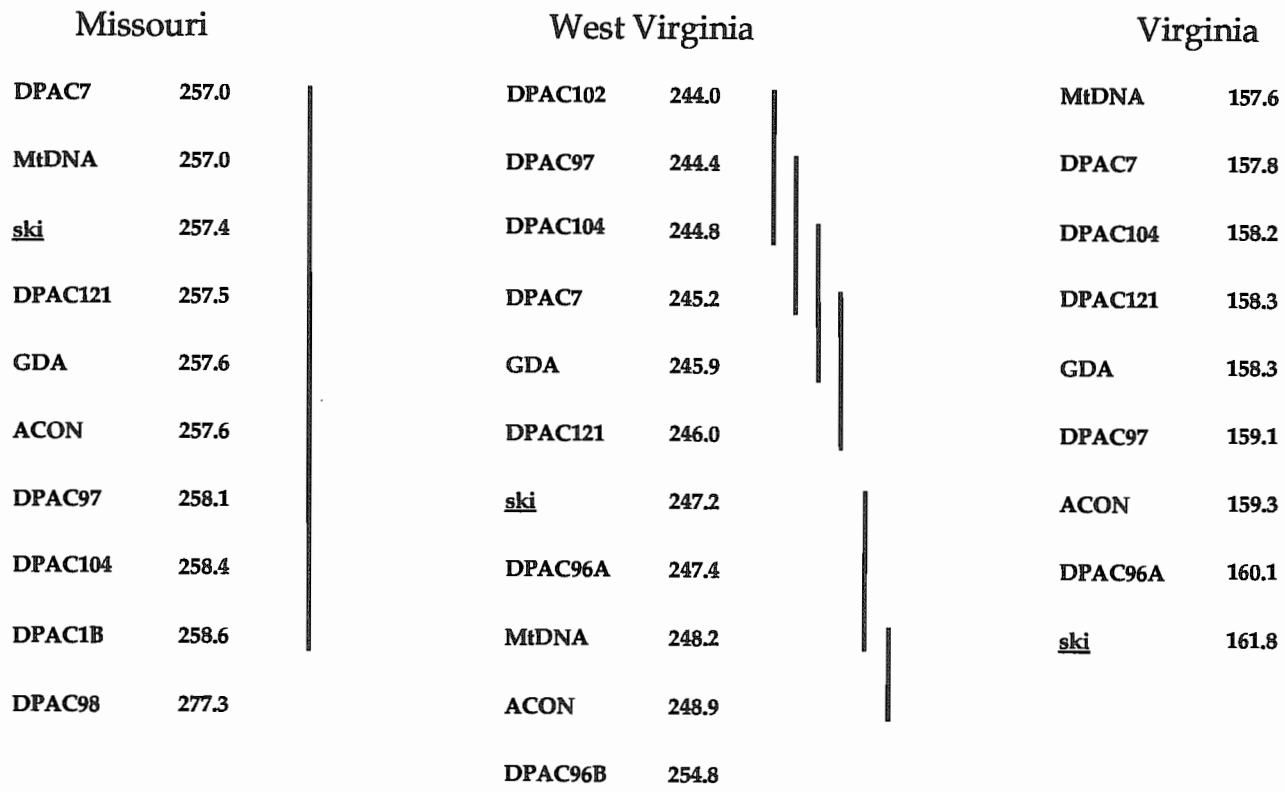 Missouri
DPAC7 257.0
MtDNA 257.0
ski 257.4
DPAC121 257.5
GDA 257.6
ACON 257.6
DPAC97 258.1
DPAC104 258.4
DPAC1B 258.6
DPAC98 277.3
West Virginia
DPAC102 244.0
DPAC97 244.4
DPAC104 244.8
DPAC7 245.2
GDA 245.9
DPAC121 246.0
ski 247.2
DPAC96A 247.4
MtDNA 248.2
ACON 248.9
DPAC96B 254.8
Virginia
MtDNA 157.6
DPAC7 157.8
DPAC104 158.2
DPAC121 158.3
GDA 158.3
DPAC97 159.1
ACON 159.3
DPAC96A 160.1
ski 161.8